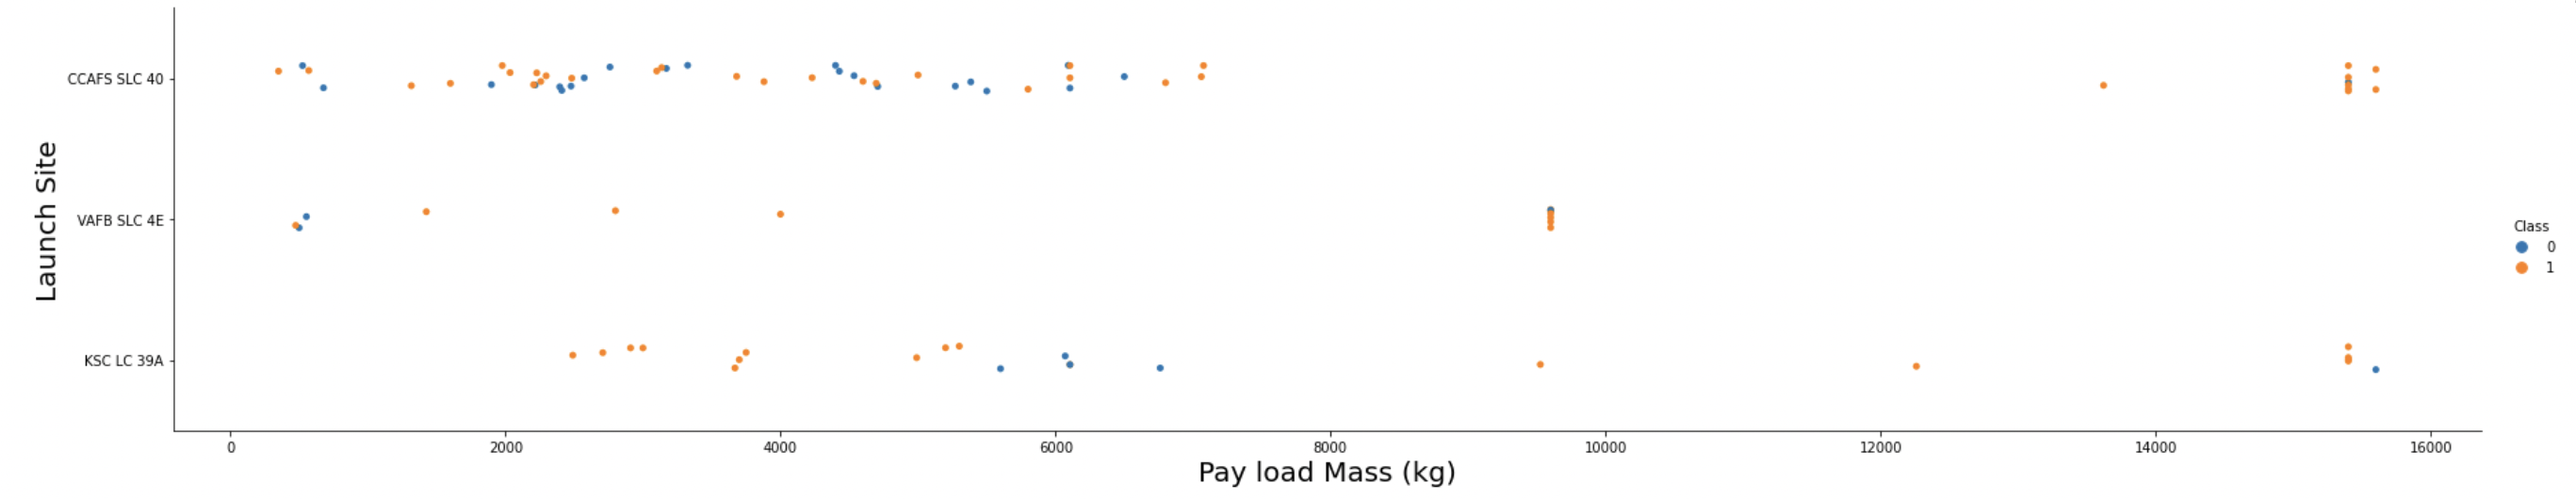 CCAFS SLC 40
VAFB SLC 4E
KSC LC 39A
Launch Site
0 2000 4000 6000 8000 10000 12000 14000 16000
Pay load Mass (kg)
Class
0
1